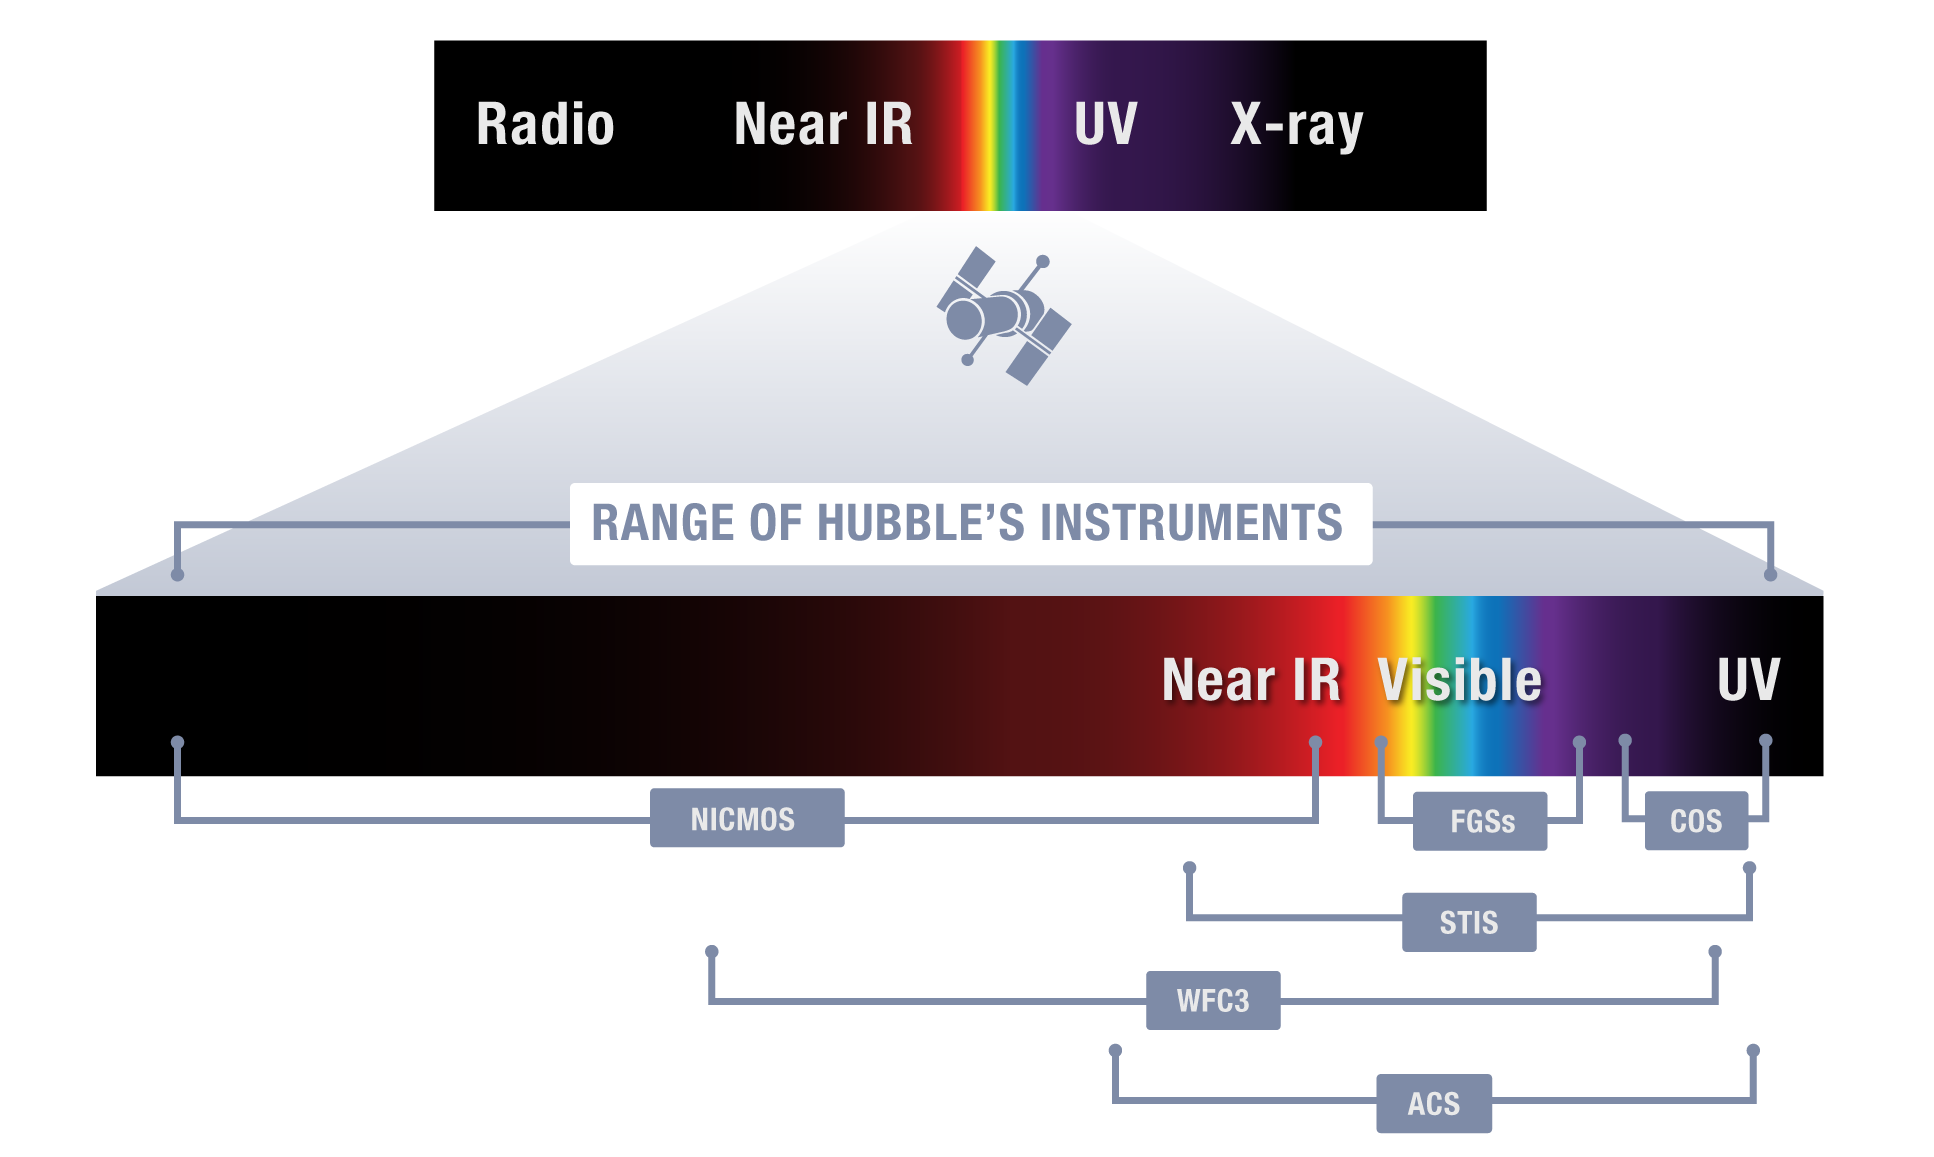 Radio Near IR UV X-ray
RANGE OF HUBBLE’S INSTRUMENTS
Near IR Visible UV
NICMOS FGSs COS
STIS
WFC3
ACS